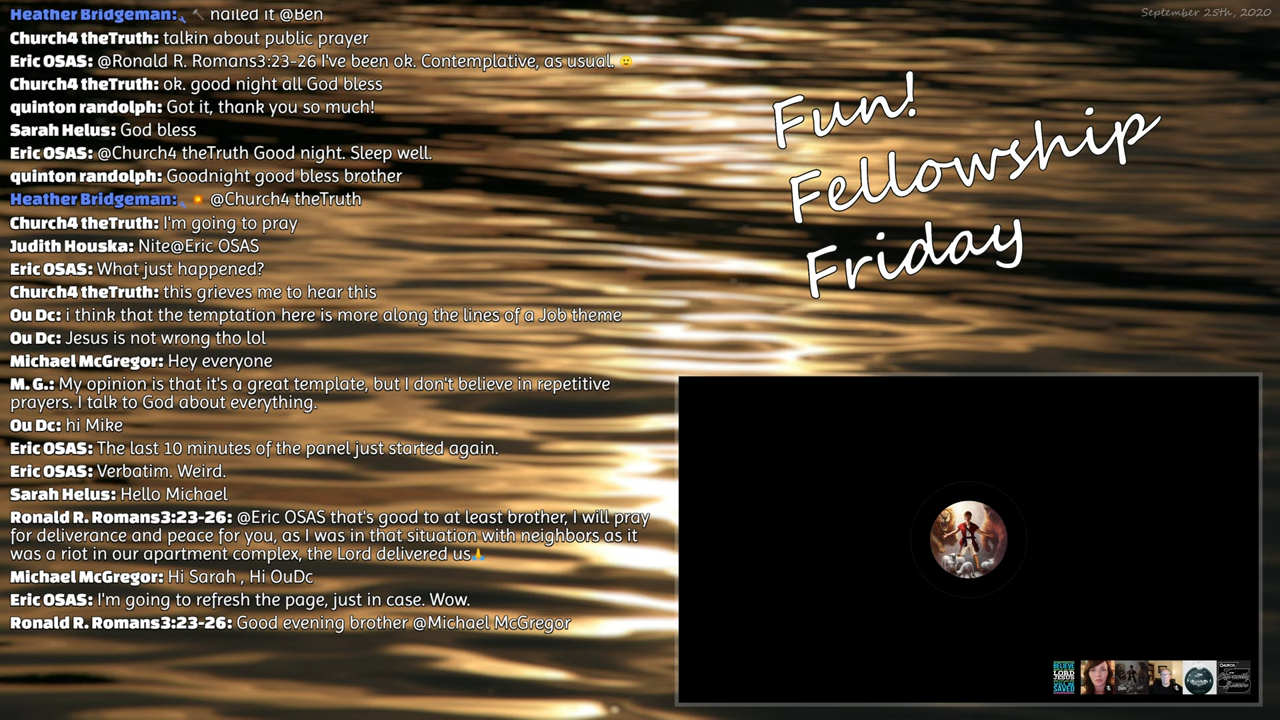 Heather Bridgeman: nailed it @Ben
Church4 theTruth: talkin about public prayer
Eric OSAS: @Ronald R. Romans3:23-26 I've been ok. Contemplative, as usual. 🙂
Church4 theTruth: ok. good night all God bless
quinton randolph: Got it, thank you so much!
Sarah Helus: God bless
Eric OSAS: @Church4 theTruth Good night. Sleep well.
quinton randolph: Goodnight good bless brother
Heather Bridgeman: @Church4 theTruth
Church4 theTruth: I'm going to pray
Judith Houska: Nite@Eric OSAS
Eric OSAS: What just happened?
Church4 theTruth: this grieves me to hear this
Ou Dc: i think that the temptation here is more along the lines of a Job theme
Ou Dc: Jesus is not wrong tho lol
Michael McGregor: Hey everyone
M. G.: My opinion is that it's a great template, but I don't believe in repetitive
prayers. I talk to God about everything.
Ou Dc: hi Mike
Eric OSAS: The last 10 minutes of the panel just started again.
Eric OSAS: Verbatim. Weird.
Sarah Helus: Hello Michael
Ronald R. Romans3:23-26: @Eric OSAS that's good to at least brother, I will pray
for deliverance and peace for you, as I was in that situation with neighbors as it
was a riot in our apartment complex, the Lord delivered us🙏
Michael McGregor: Hi Sarah , Hi OuDc
Eric OSAS: I'm going to refresh the page, just in case. Wow.
Ronald R. Romans3:23-26: Good evening brother @Michael McGregor
September 25th, 2020
Fun!
Fellowship
Friday
BELIEVE
LORD
JESUS
SAVED
CHURCH